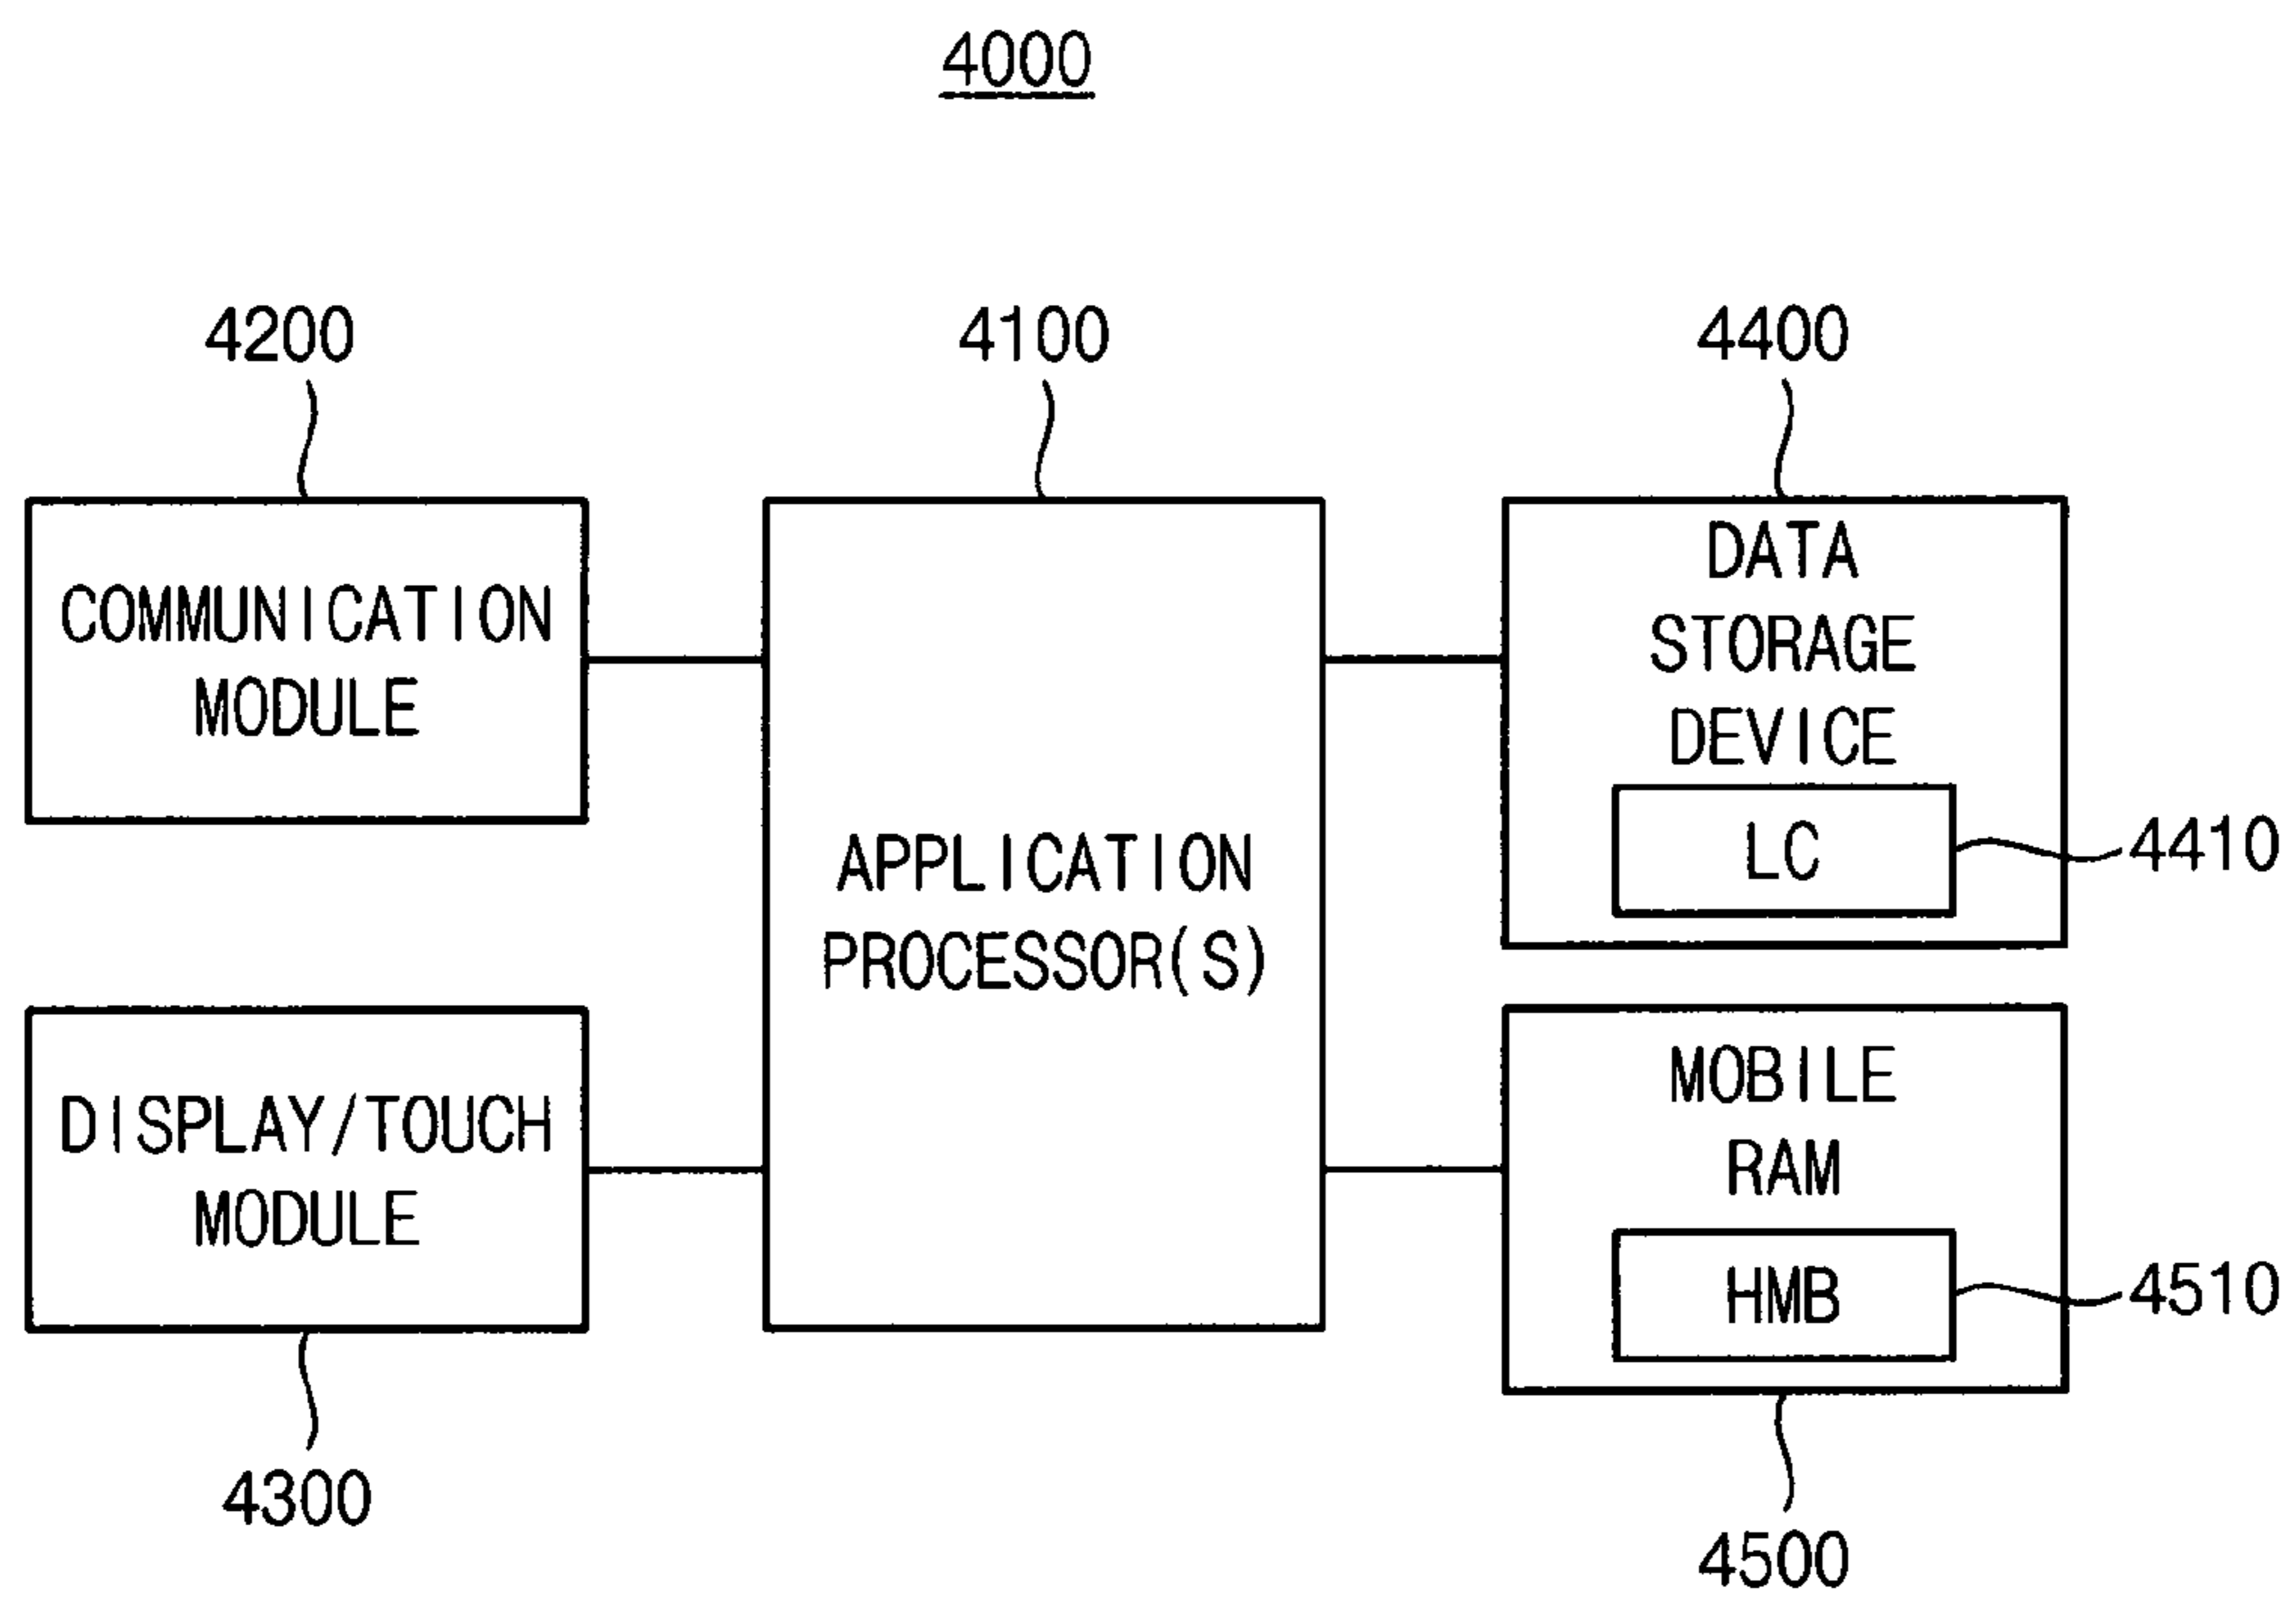 4000
4200
4100
4400
COMMUNICATION
MODULE
APPLICATION
PROCESSOR(S)
DATA
STORAGE
DEVICE
LC
4410
DISPLAY/TOUCH
MODULE
4300
MOBILE
RAM
HMB
4510
4500